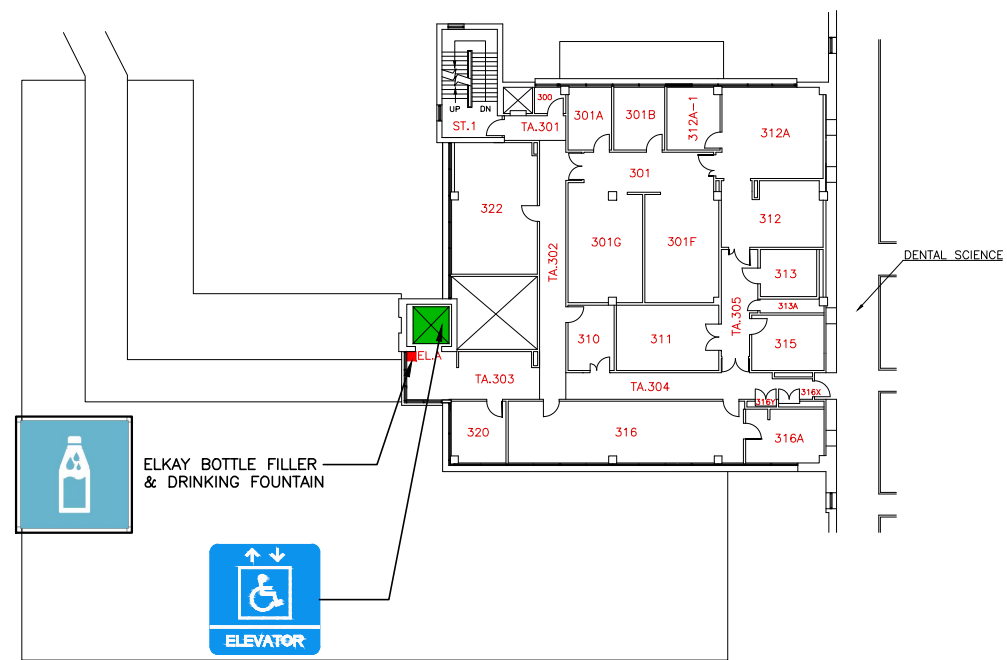 300
UP
DN
ST.1
TA.301
301A
301B
312A-1
312A
301
322
312
301G
301F
TA.302
DENTAL SCIENCE
313
313A
TA.305
310
311
315
EL.A
TA.303
TA.304
316X
316Y
320
316
316A
ELKAY BOTTLE FILLER
& DRINKING FOUNTAIN
ELEVATOR